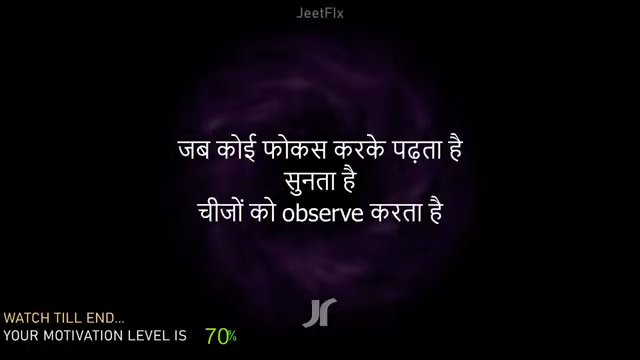 JeetFlx
जब कोई फोकस करके पढ़ता है
सुनता है
चीजों को observe करता है
WATCH TILL END...
YOUR MOTIVATION LEVEL IS 70%